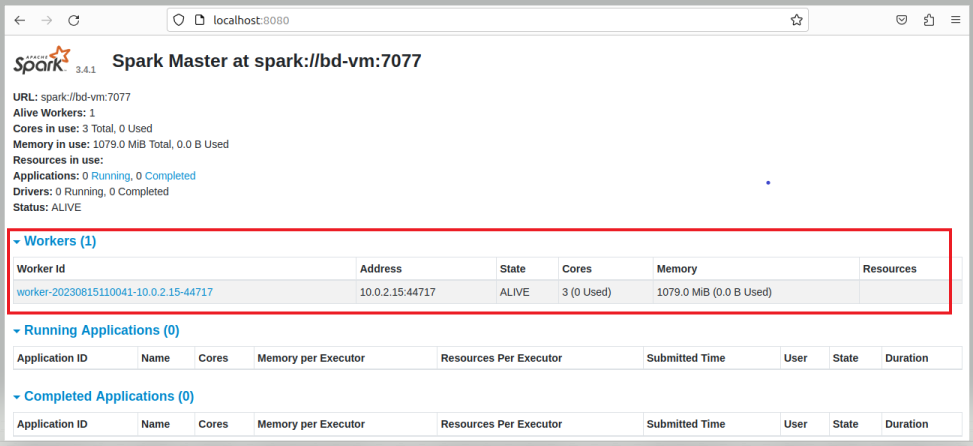 localhost:8080
APACHE Spark 3.4.1 Spark Master at spark://bd-vm:7077
URL: spark://bd-vm:7077
Alive Workers: 1
Cores in use: 3 Total, 0 Used
Memory in use: 1079.0 MiB Total, 0.0 B Used
Resources in use:
Applications: 0 Running, 0 Completed
Drivers: 0 Running, 0 Completed
Status: ALIVE
Workers (1)
Worker Id Address State Cores Memory Resources
worker-20230815110041-10.0.2.15-44717 10.0.2.15:44717 ALIVE 3 (0 Used) 1079.0 MiB (0.0 B Used)
Running Applications (0)
Application ID Name Cores Memory per Executor Resources Per Executor Submitted Time User State Duration
Completed Applications (0)
Application ID Name Cores Memory per Executor Resources Per Executor Submitted Time User State Duration